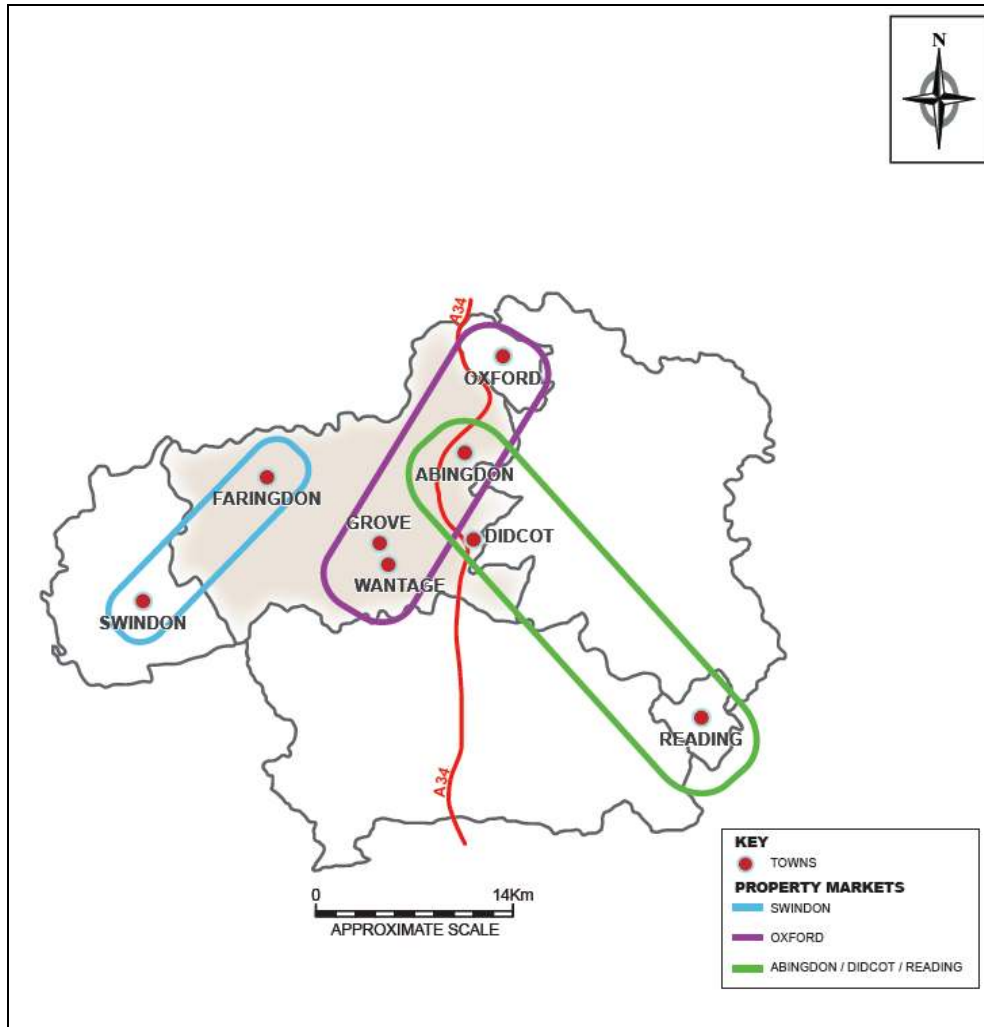 N
A34
OXFORD
ABINGDON
FARINGDON
GROVE
DIDCOT
WANTAGE
SWINDON
READING
A34
0 14Km
APPROXIMATE SCALE
KEY
TOWNS
PROPERTY MARKETS
SWINDON
OXFORD
ABINGDON / DIDCOT / READING